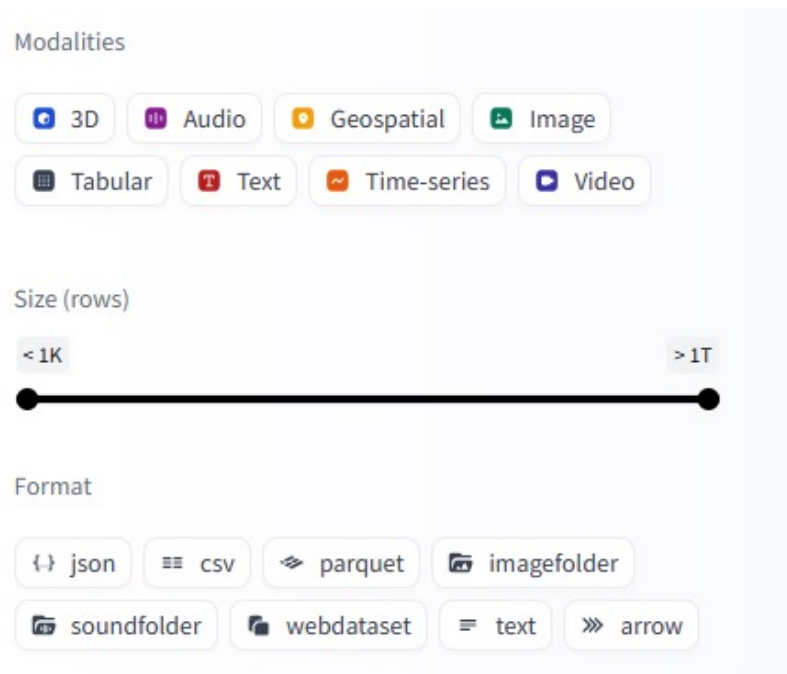 Modalities
3D Audio Geospatial Image
Tabular Text Time-series Video
Size (rows)
< 1K > 1T
Format
json csv parquet imagefolder
soundfolder webdataset text arrow